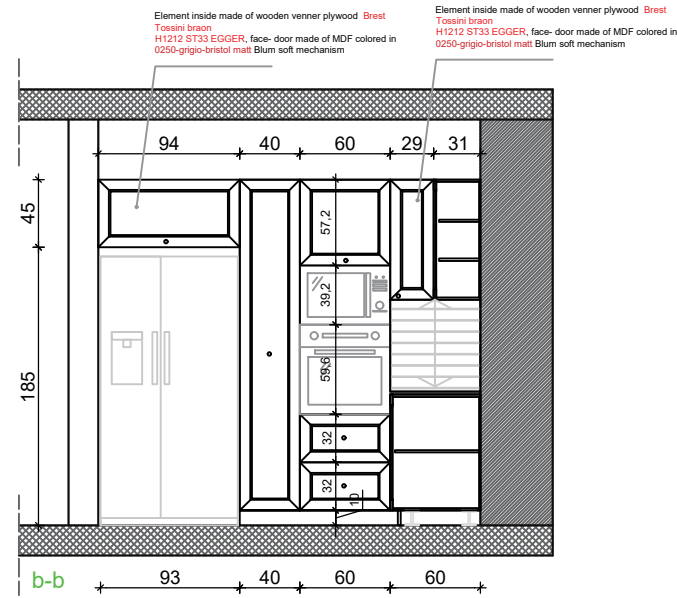 Element inside made of wooden venner plywood Brest
Tossini braon
H1212 ST33 EGGER, face- door made of MDF colored in
0250-grigio-bristol matt Blum soft mechanism
Element inside made of wooden venner plywood Brest
Tossini braon
H1212 ST33 EGGER, face- door made of MDF colored in
0250-grigio-bristol matt Blum soft mechanism
94
40
60
29
31
45
57,2
39,2
185
59,6
32
32
10
b-b
93
40
60
60